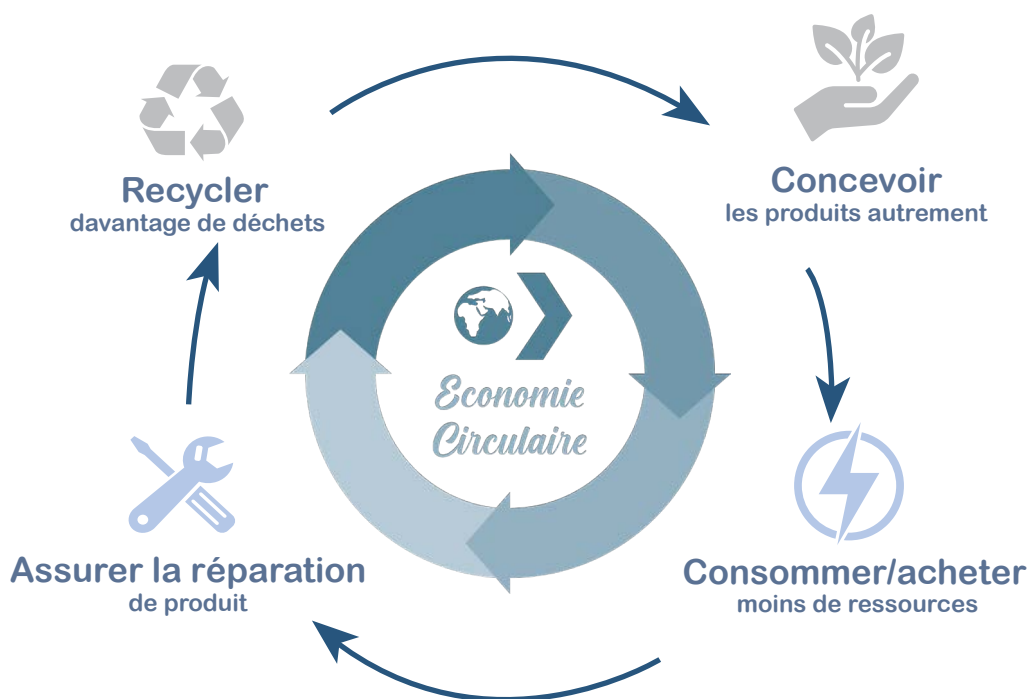 Recycler
davantage de déchets
Concevoir
les produits autrement
Economie
Circulaire
Assurer la réparation
de produit
Consommer/acheter
moins de ressources